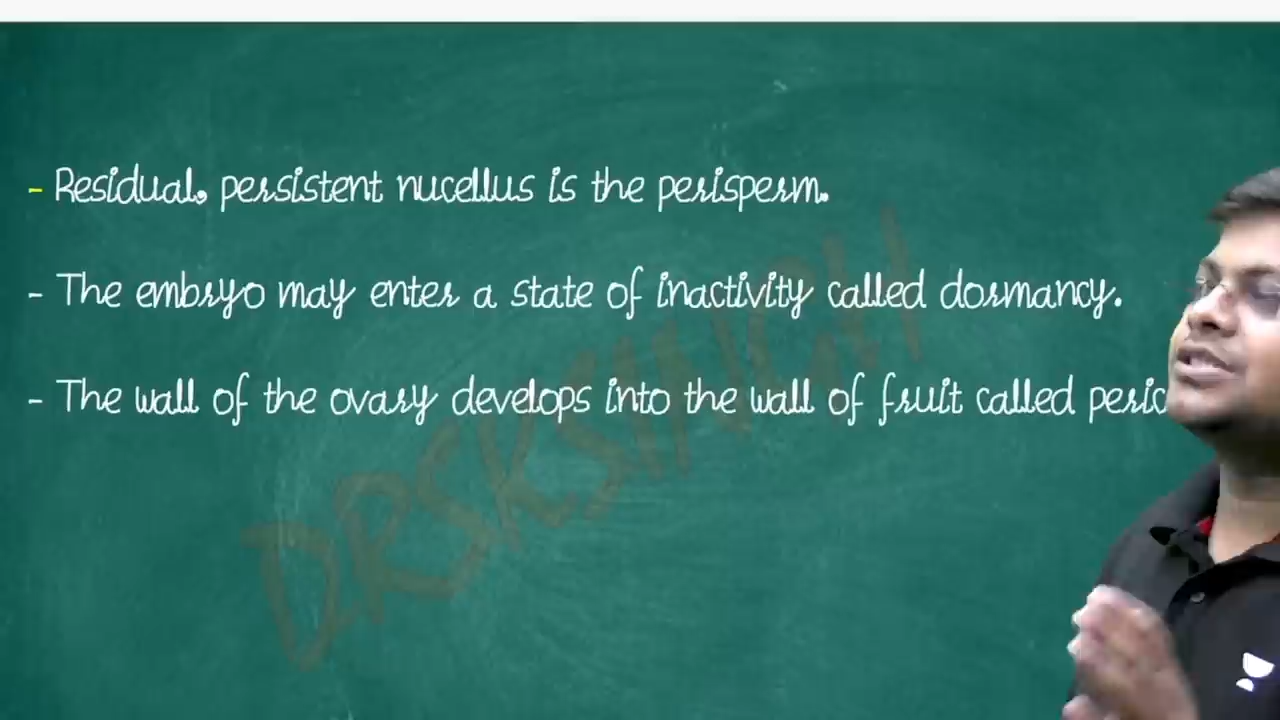 - Residual, persistent nucellus is the perisperm.
- The embryo may enter a state of inactivity called dormancy.
- The wall of the ovary develops into the wall of fruit called peric
DRSKSINGH